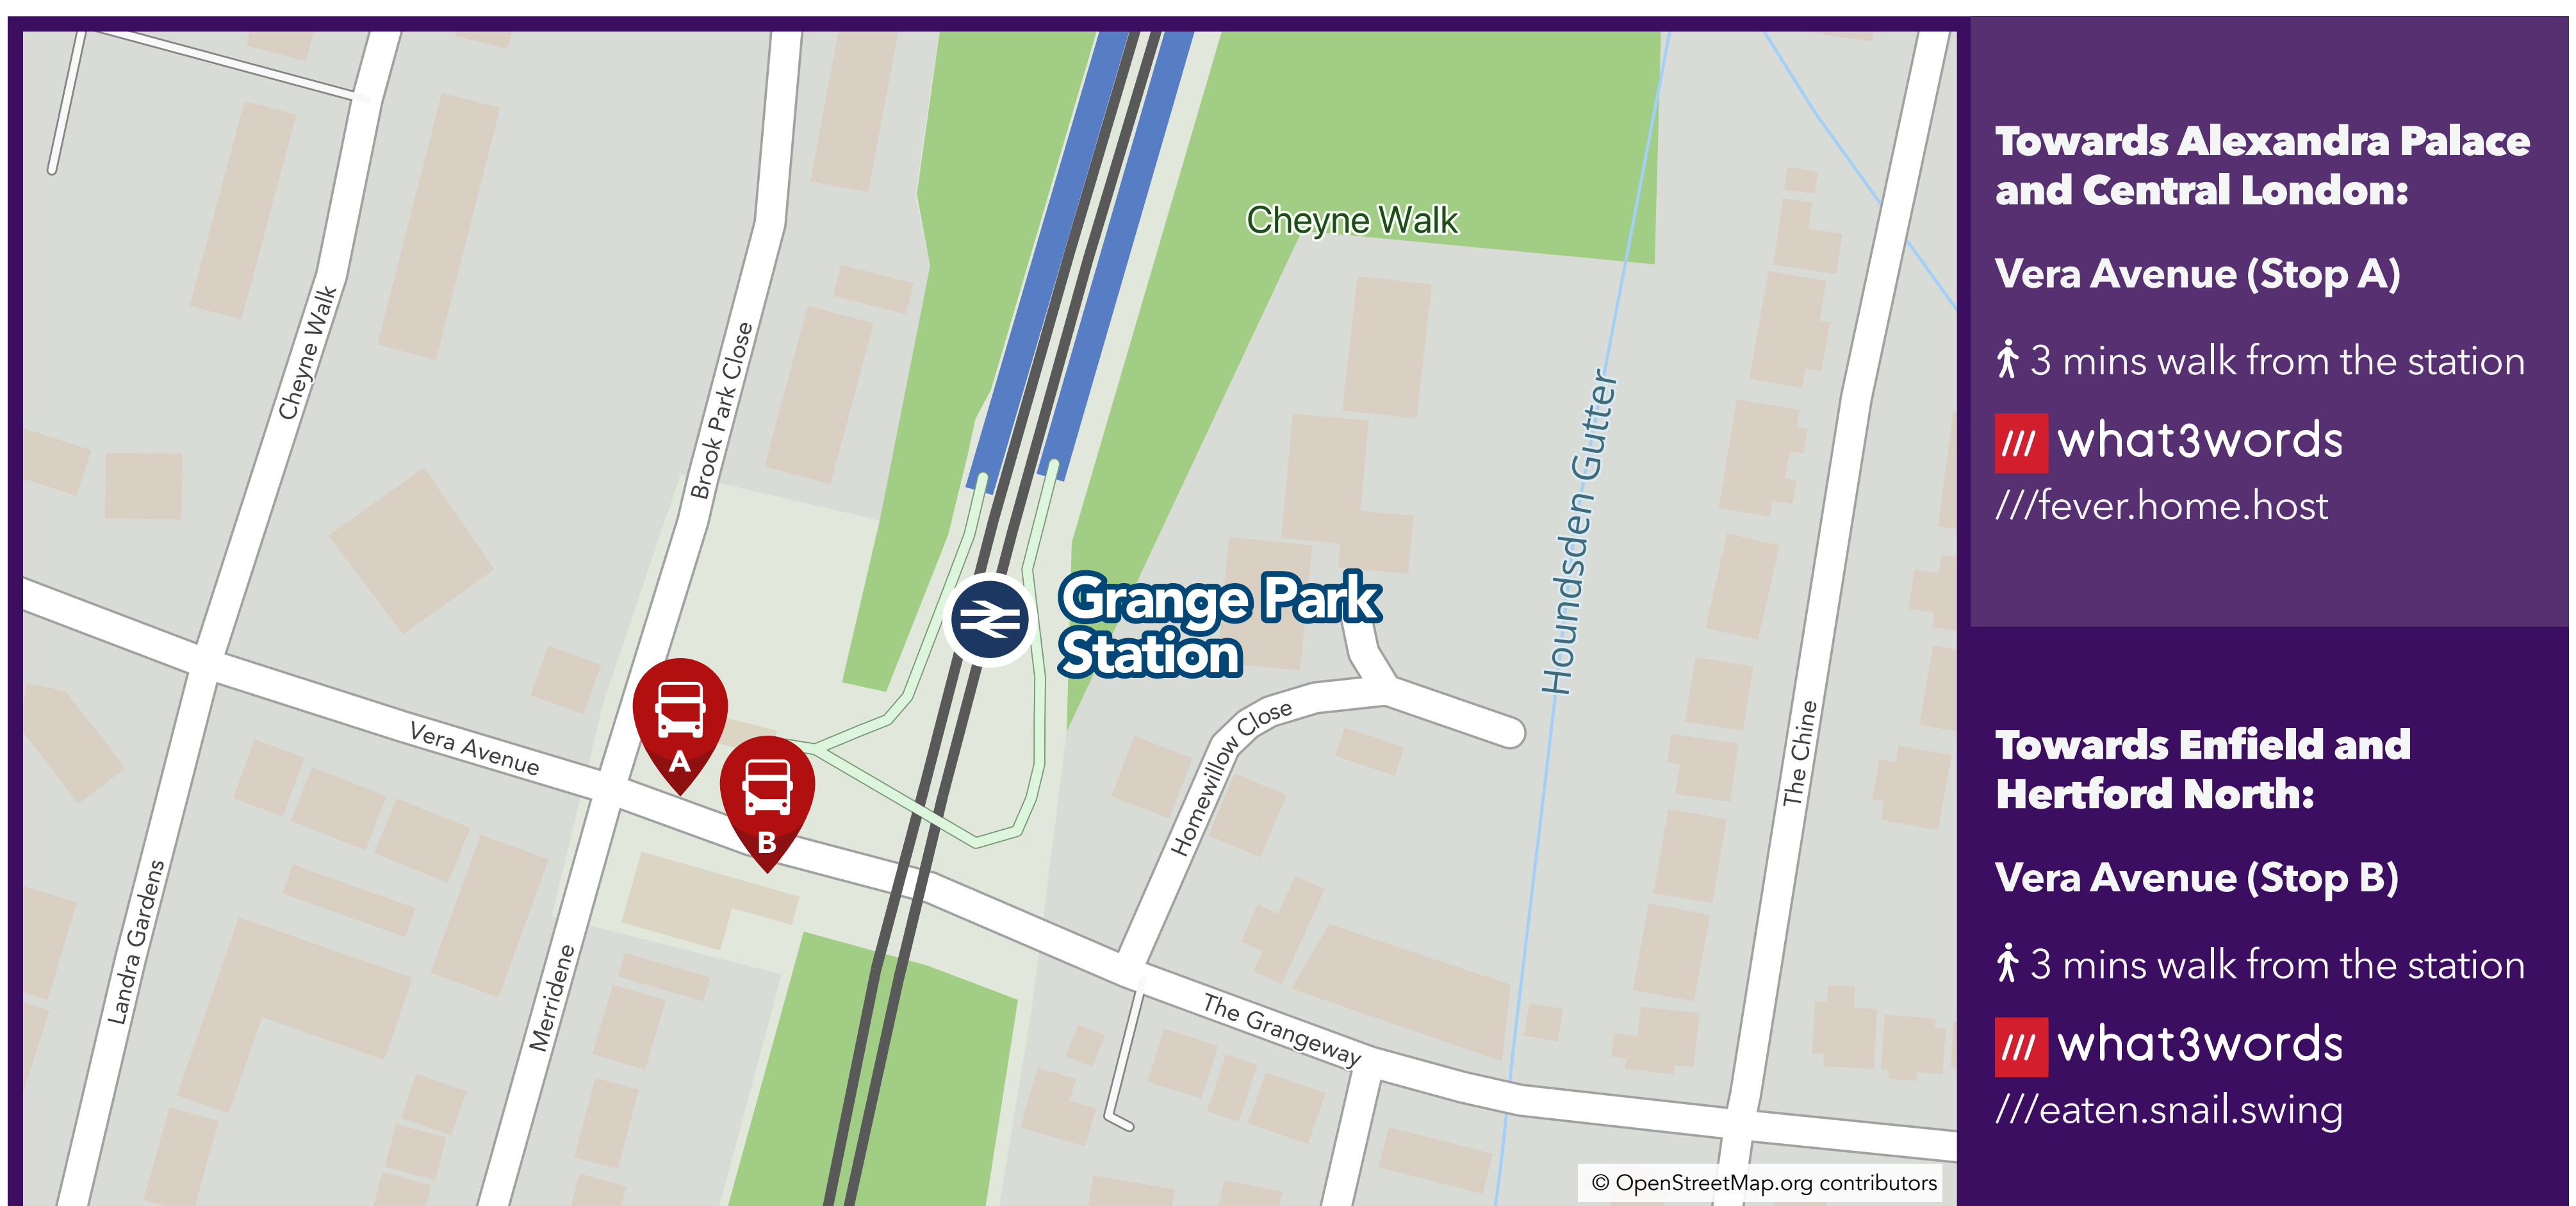 Cheyne Walk
Brook Park Close
Cheyne Walk
Houndsden Gutter
Grange Park
Station
Vera Avenue
A
B
Homewillow Close
The Chine
Landra Gardens
Merridene
The Grangeway
© OpenStreetMap.org contributors
Towards Alexandra Palace
and Central London:
Vera Avenue (Stop A)
3 mins walk from the station
/// what3words
///fever.home.host
Towards Enfield and
Hertford North:
Vera Avenue (Stop B)
3 mins walk from the station
/// what3words
///eaten.snail.swing